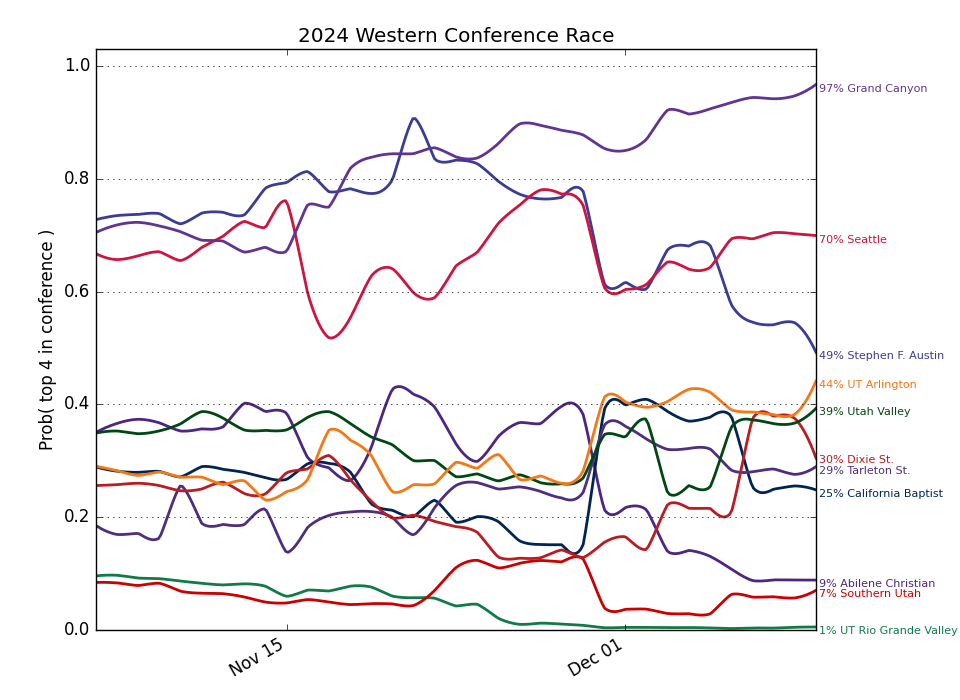 2024 Western Conference Race
1.0
97% Grand Canyon
0.8
70% Seattle
Prob( top 4 in conference )
0.6
49% Stephen F. Austin
44% UT Arlington
0.4
39% Utah Valley
30% Dixie St.
29% Tarleton St.
25% California Baptist
0.2
9% Abilene Christian
7% Southern Utah
0.0
1% UT Rio Grande Valley
Nov 15
Dec 01